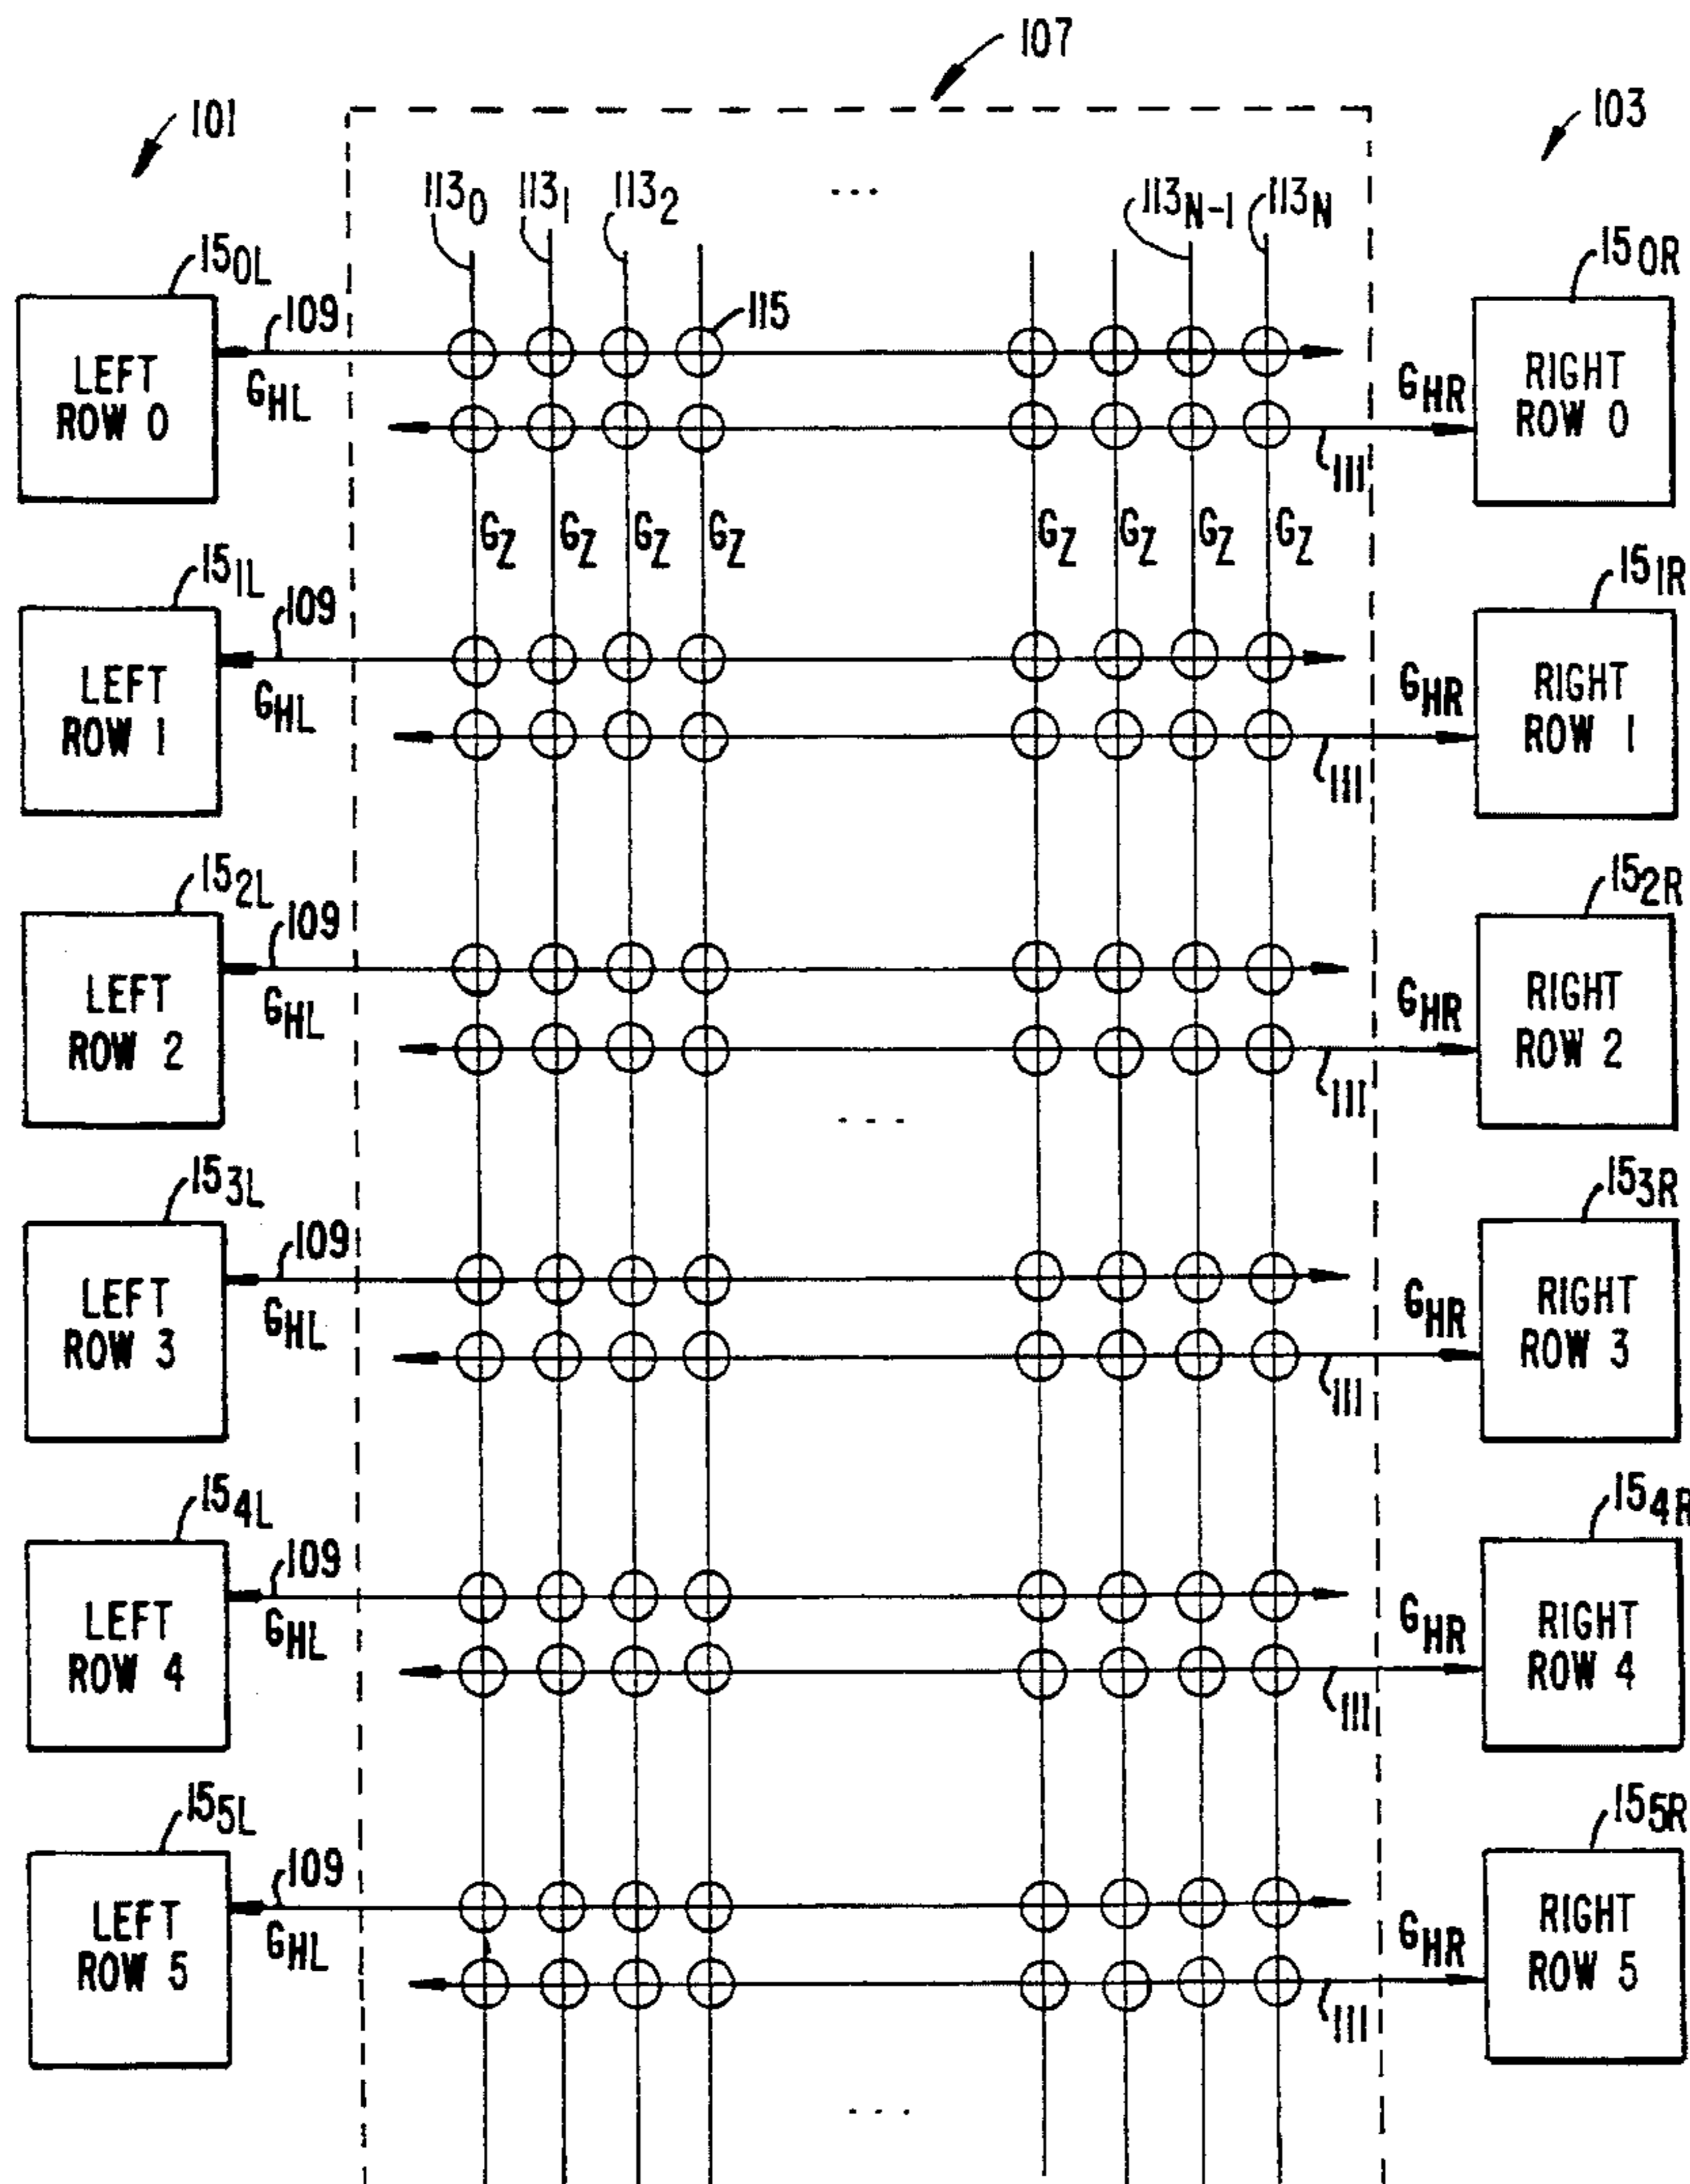 107
101
103
113₀ 113₁ 113₂ ... 113N-1 113N
15₀L 15₀R
109 115
LEFT
ROW 0
GHL GHR
RIGHT
ROW 0
111
GZ GZ GZ GZ GZ GZ GZ GZ
15₁L 15₁R
109
LEFT
ROW 1
GHL GHR
RIGHT
ROW 1
111
15₂L 15₂R
109
LEFT
ROW 2
GHL GHR
RIGHT
ROW 2
111
...
15₃L 15₃R
109
LEFT
ROW 3
GHL GHR
RIGHT
ROW 3
111
15₄L 15₄R
109
LEFT
ROW 4
GHL GHR
RIGHT
ROW 4
111
15₅L 15₅R
109
LEFT
ROW 5
GHL GHR
RIGHT
ROW 5
111
...